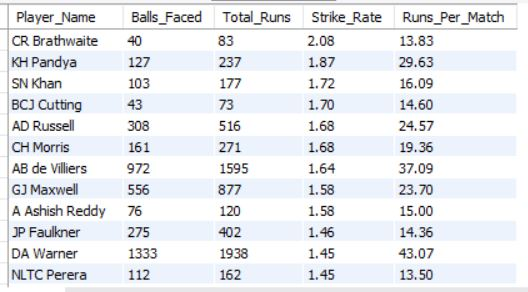 Player_Name Balls_Faced Total_Runs Strike_Rate Runs_Per_Match
CR Brathwaite 40 83 2.08 13.83
KH Pandya 127 237 1.87 29.63
SN Khan 103 177 1.72 16.09
BCJ Cutting 43 73 1.70 14.60
AD Russell 308 516 1.68 24.57
CH Morris 161 271 1.68 19.36
AB de Villiers 972 1595 1.64 37.09
GJ Maxwell 556 877 1.58 23.70
A Ashish Reddy 76 120 1.58 15.00
JP Faulkner 275 402 1.46 14.36
DA Warner 1333 1938 1.45 43.07
NLTC Perera 112 162 1.45 13.50